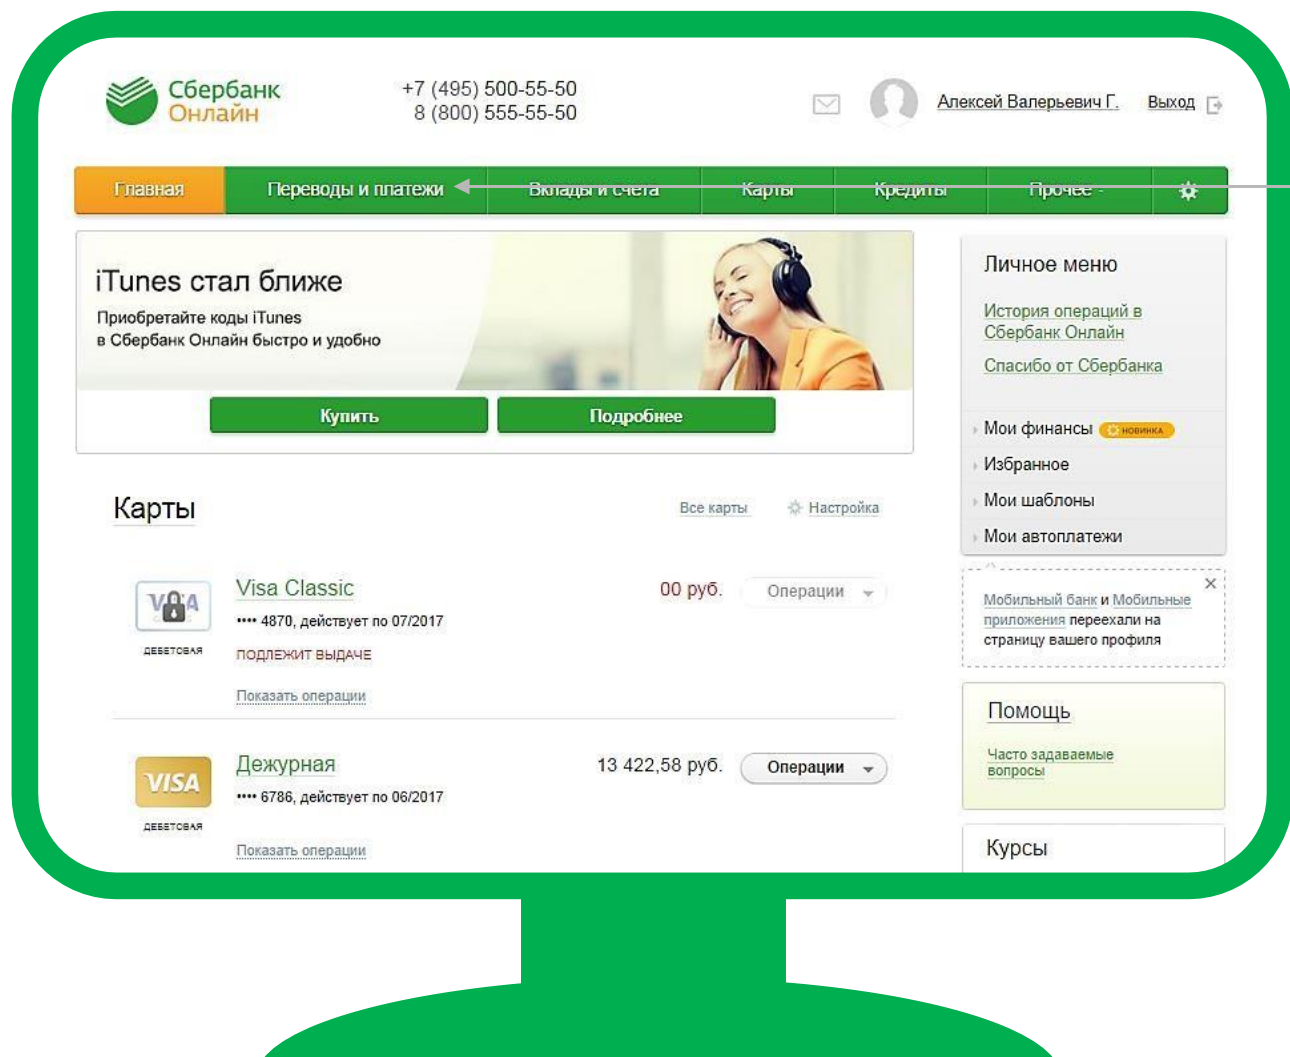 Сбербанк
Онлайн
+7 (495) 500-55-50
8 (800) 555-55-50
Алексей Валерьевич Г.
Выход
Главная
Переводы и платежи
Вклады и счета
Карты
Кредиты
Прочее
iTunes стал ближе
Приобретайте коды iTunes
в Сбербанк Онлайн быстро и удобно
Купить
Подробнее
Личное меню
История операций в
Сбербанк Онлайн
Спасибо от Сбербанка
Мои финансы НОВИНКА
Избранное
Мои шаблоны
Мои автоплатежи
Карты
Все карты
Настройка
VISA
ДЕБЕТОВАЯ
Visa Classic
•••• 4870, действует по 07/2017
ПОДЛЕЖИТ ВЫДАЧЕ
Показать операции
00 руб.
Операции
Мобильный банк и Мобильные
приложения переехали на
страницу вашего профиля
Помощь
Часто задаваемые
вопросы
VISA
ДЕБЕТОВАЯ
Дежурная
•••• 6786, действует по 06/2017
Показать операции
13 422,58 руб.
Операции
Курсы